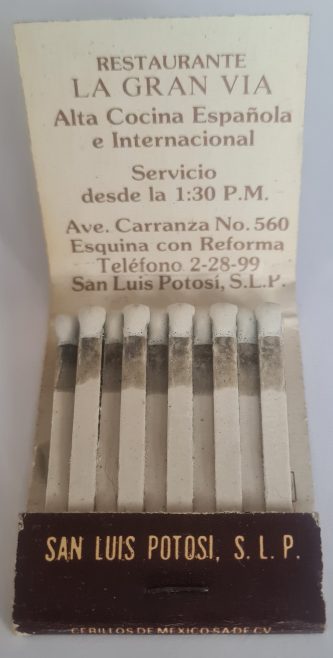 RESTAURANTE
LA GRAN VIA
Alta Cocina Española
e Internacional
Servicio
desde la 1:30 P.M.
Ave. Carranza No. 560
Esquina con Reforma
Teléfono 2-28-99
San Luis Potosí, S.L.P.
SAN LUIS POTOSI, S. L. P.
CERILLOS DE MEXICO S.A. DE C.V.